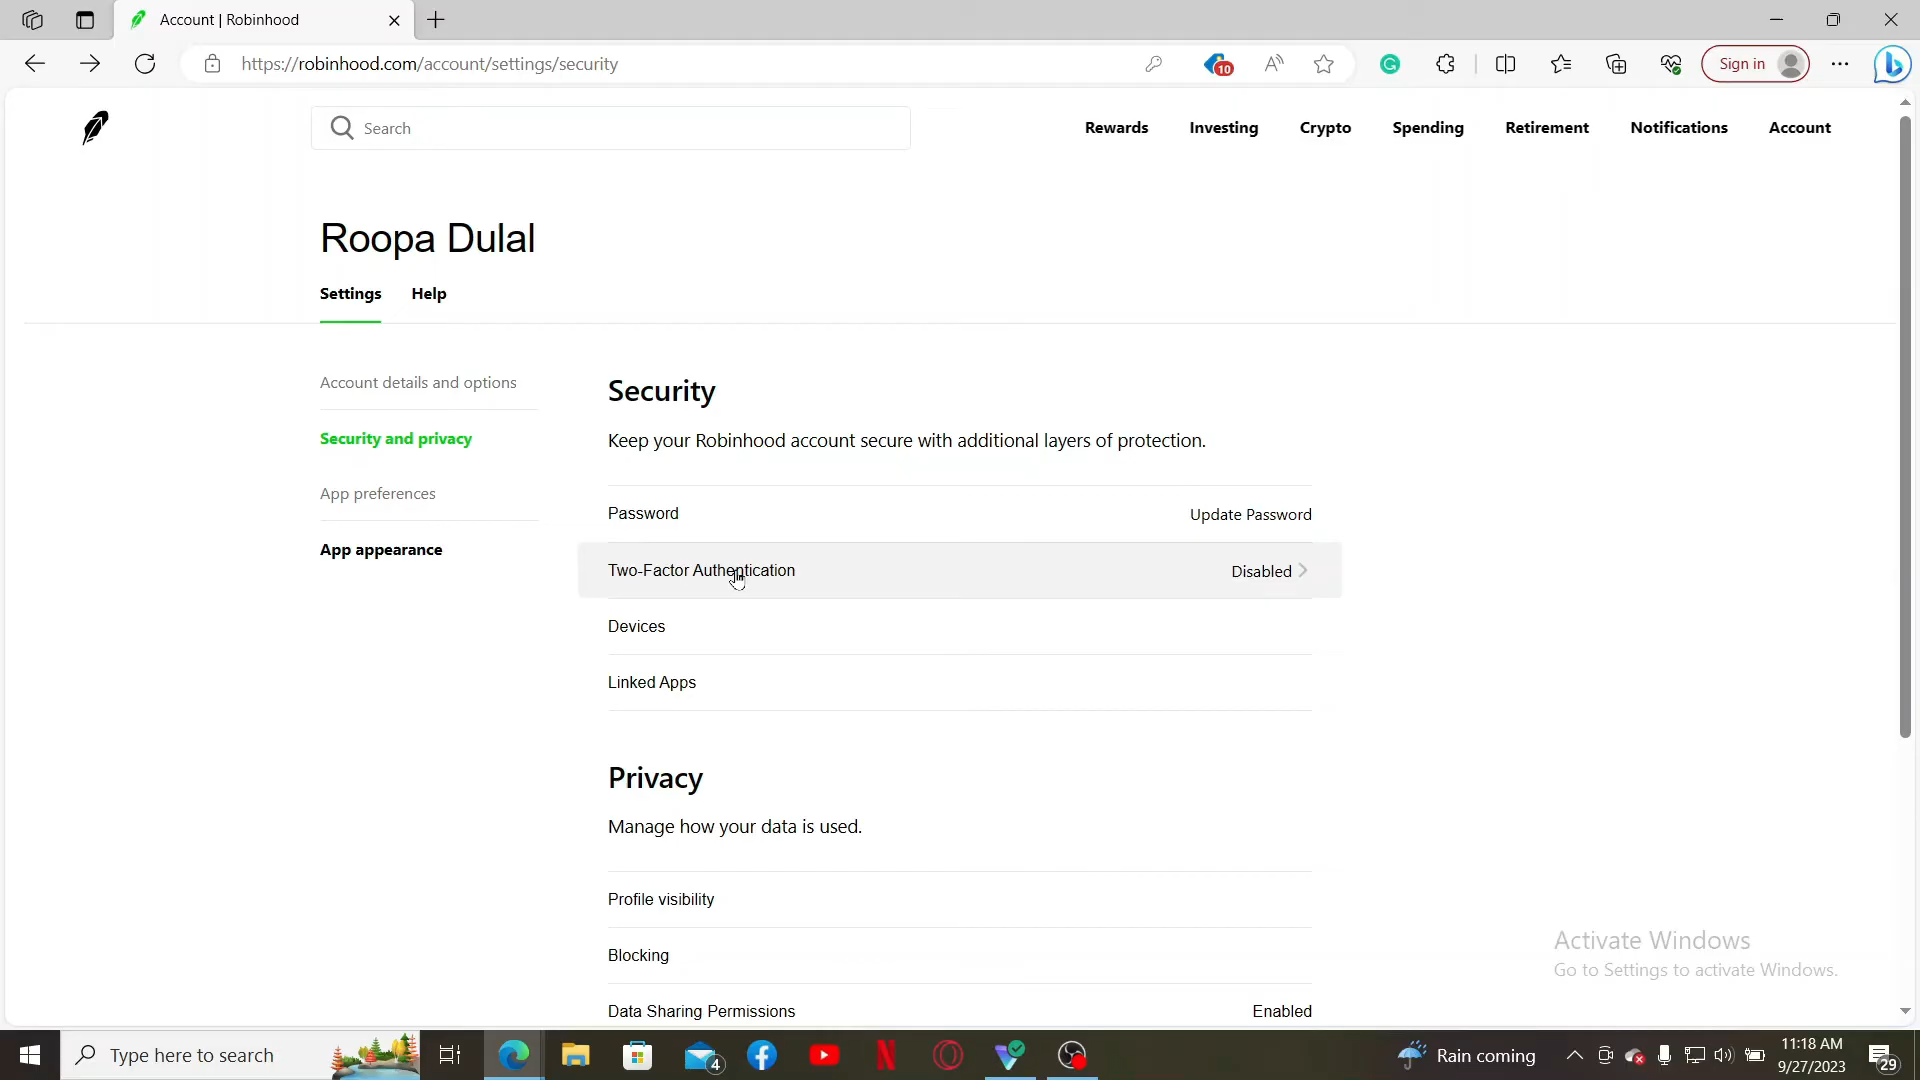 Account | Robinhood
https://robinhood.com/account/settings/security
10
Sign in
Search
Rewards
Investing
Crypto
Spending
Retirement
Notifications
Account
Roopa Dulal
Settings
Help
Account details and options
Security and privacy
App preferences
App appearance
Security
Keep your Robinhood account secure with additional layers of protection.
Password
Update Password
Two-Factor Authentication
Disabled
Devices
Linked Apps
Privacy
Manage how your data is used.
Profile visibility
Blocking
Data Sharing Permissions
Enabled
Activate Windows
Go to Settings to activate Windows.
Type here to search
4
Rain coming
11:18 AM
9/27/2023
29